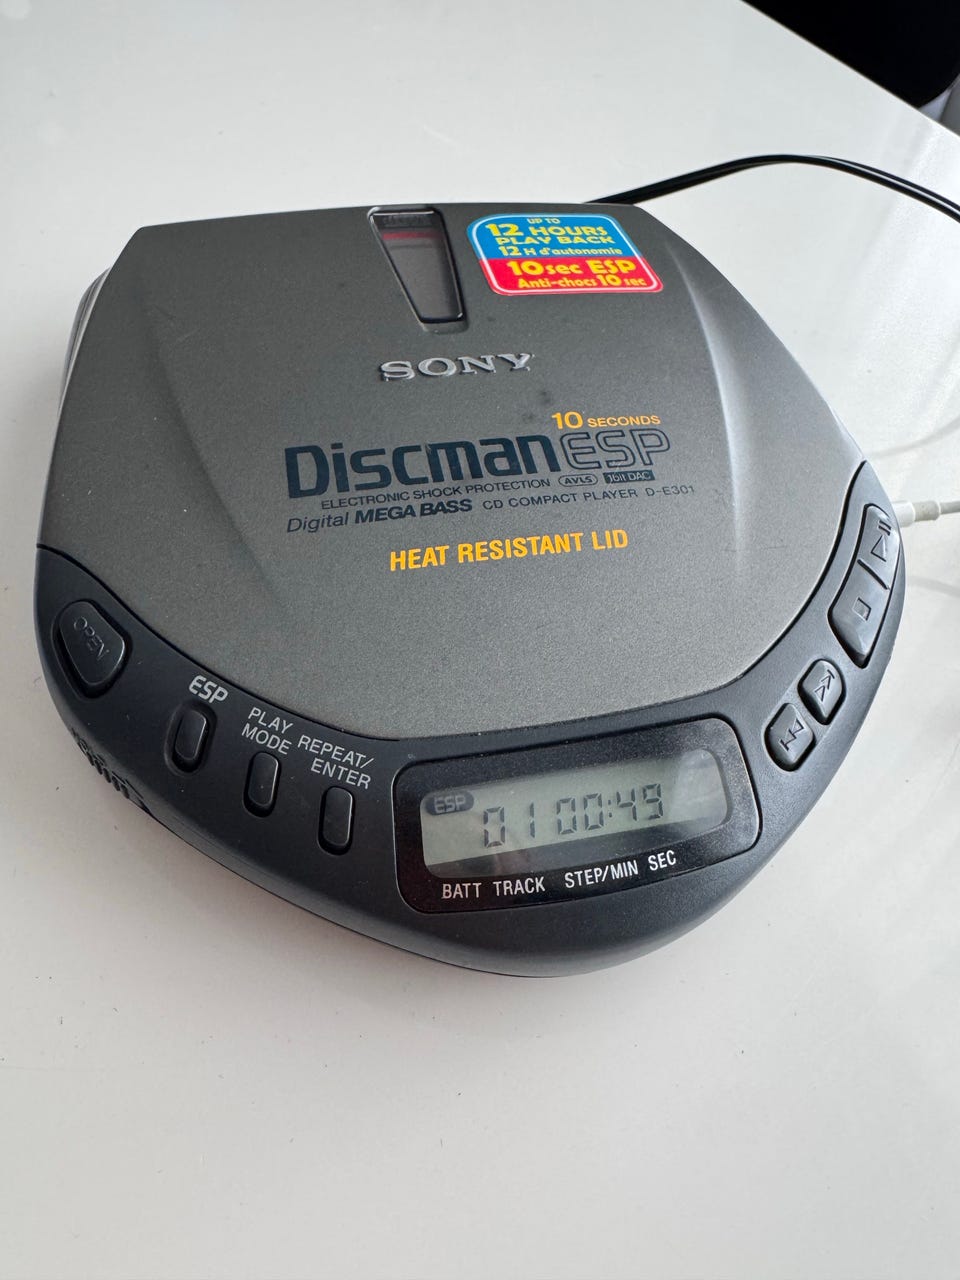 UP TO
12 HOURS
PLAY BACK
12 H d'autonomie
10sec ESP
Anti-chocs 10 sec
SONY
10 SECONDS
Discman ESP
ELECTRONIC SHOCK PROTECTION AVLS 1bit DAC
Digital MEGA BASS CD COMPACT PLAYER D-E301
HEAT RESISTANT LID
OPEN
ESP
PLAY
MODE
REPEAT/
ENTER
ESP 01 00:49
BATT TRACK STEP/MIN SEC